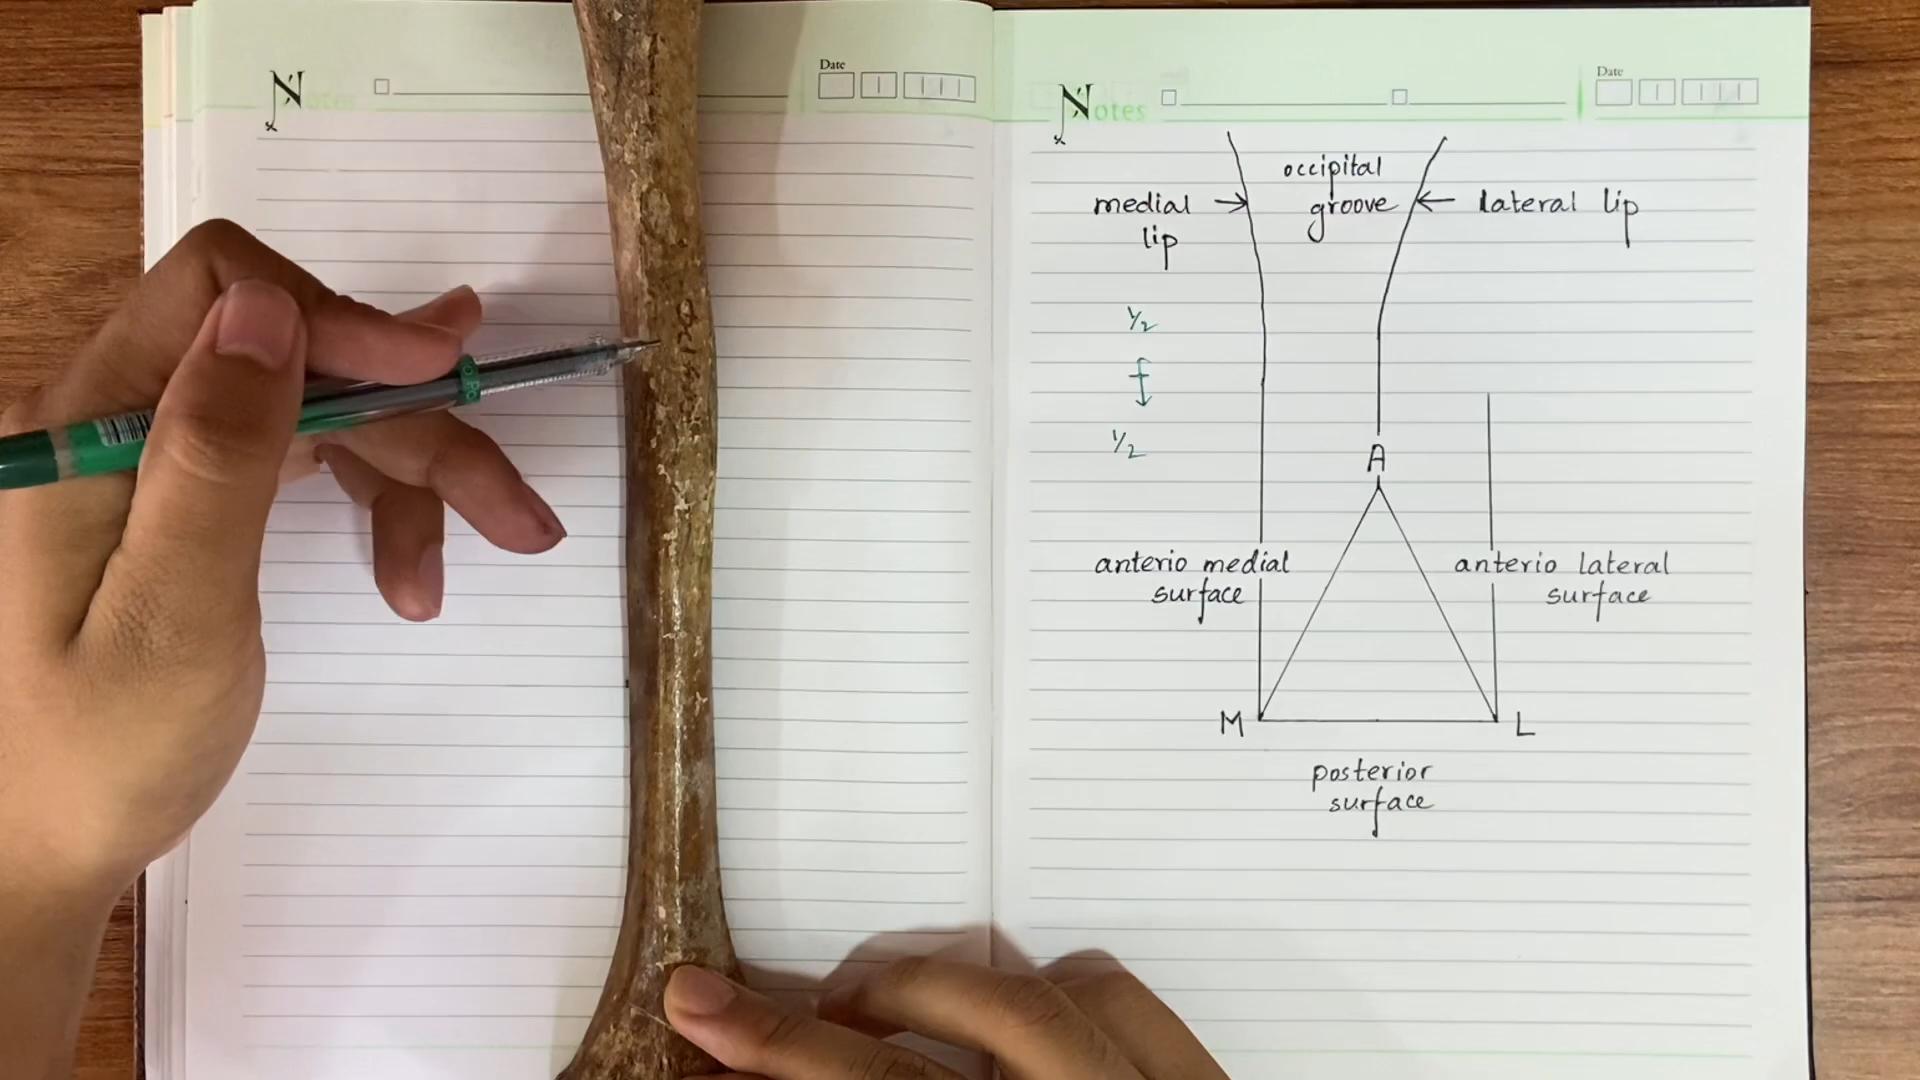 Date
Notes
Date
Notes
occipital
groove
medial
lip
lateral lip
1/2
1/2
A
anterio medial
surface
anterio lateral
surface
M
L
posterior
surface